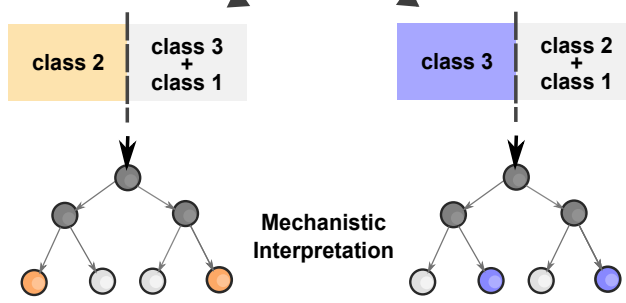 class 2
class 3
+
class 1
class 3
class 2
+
class 1
Mechanistic
Interpretation